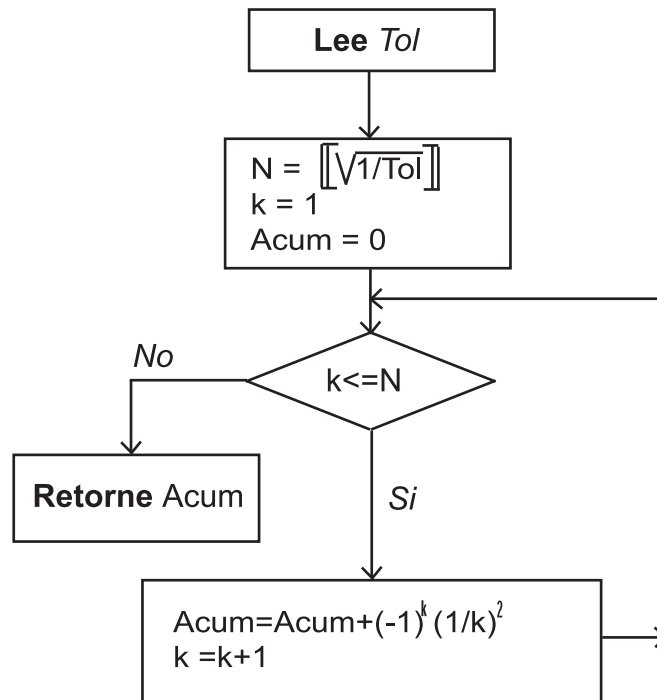 Lee Tol
N = ⟦√1/Tol⟧
k = 1
Acum = 0
k<=N
No
Si
Retorne Acum
Acum=Acum+(-1)ᵏ(1/k)²
k =k+1